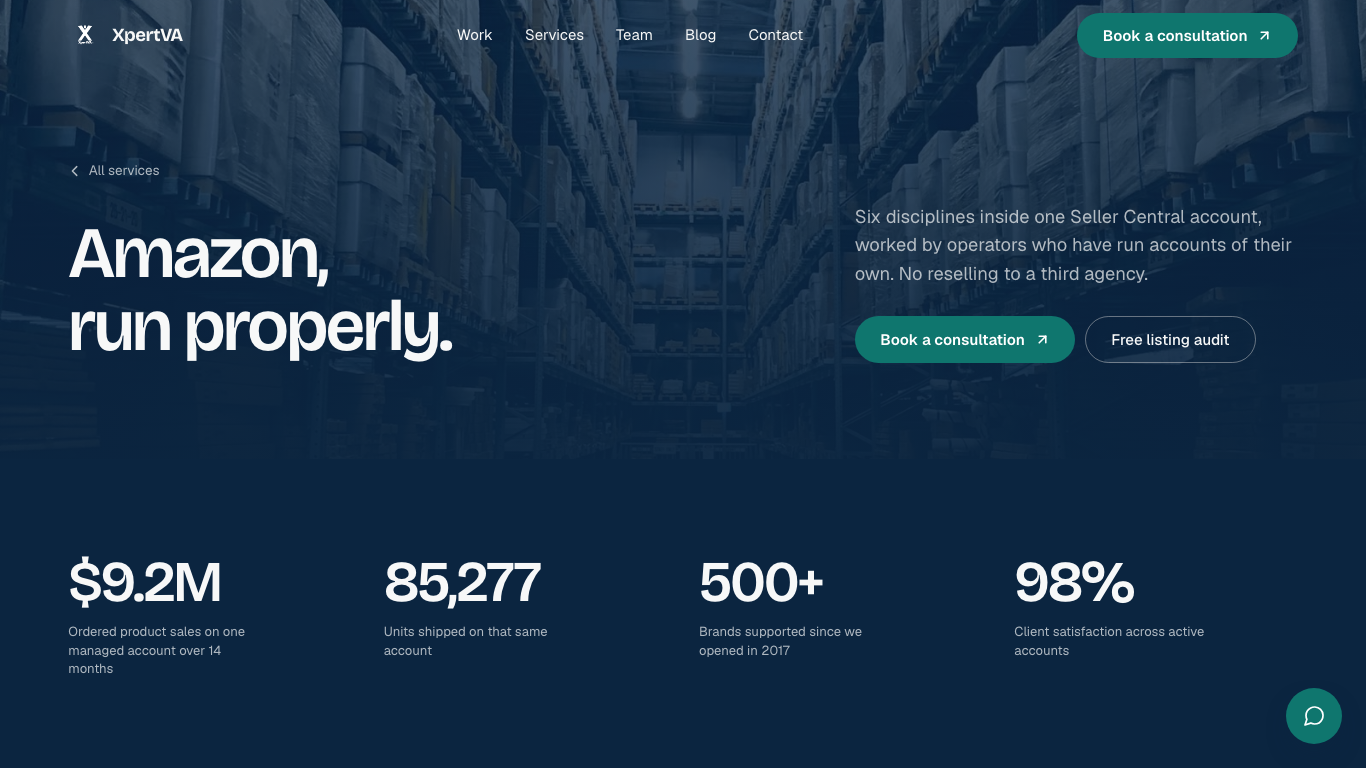 XpertVA
Work
Services
Team
Blog
Contact
Book a consultation
All services
Amazon,
run properly.
Six disciplines inside one Seller Central account,
worked by operators who have run accounts of their
own. No reselling to a third agency.
Book a consultation
Free listing audit
$9.2M
Ordered product sales on one
managed account over 14
months
85,277
Units shipped on that same
account
500+
Brands supported since we
opened in 2017
98%
Client satisfaction across active
accounts